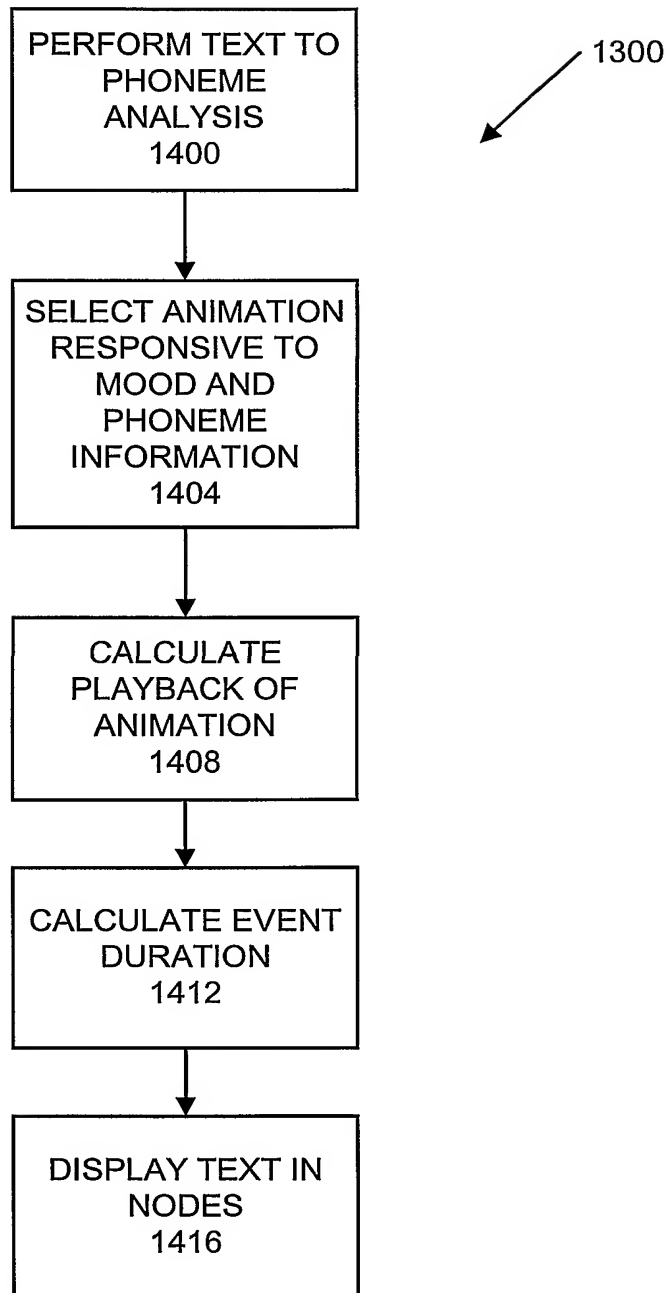 PERFORM TEXT TO
PHONEME
ANALYSIS
1400
1300
SELECT ANIMATION
RESPONSIVE TO
MOOD AND
PHONEME
INFORMATION
1404
CALCULATE
PLAYBACK OF
ANIMATION
1408
CALCULATE EVENT
DURATION
1412
DISPLAY TEXT IN
NODES
1416